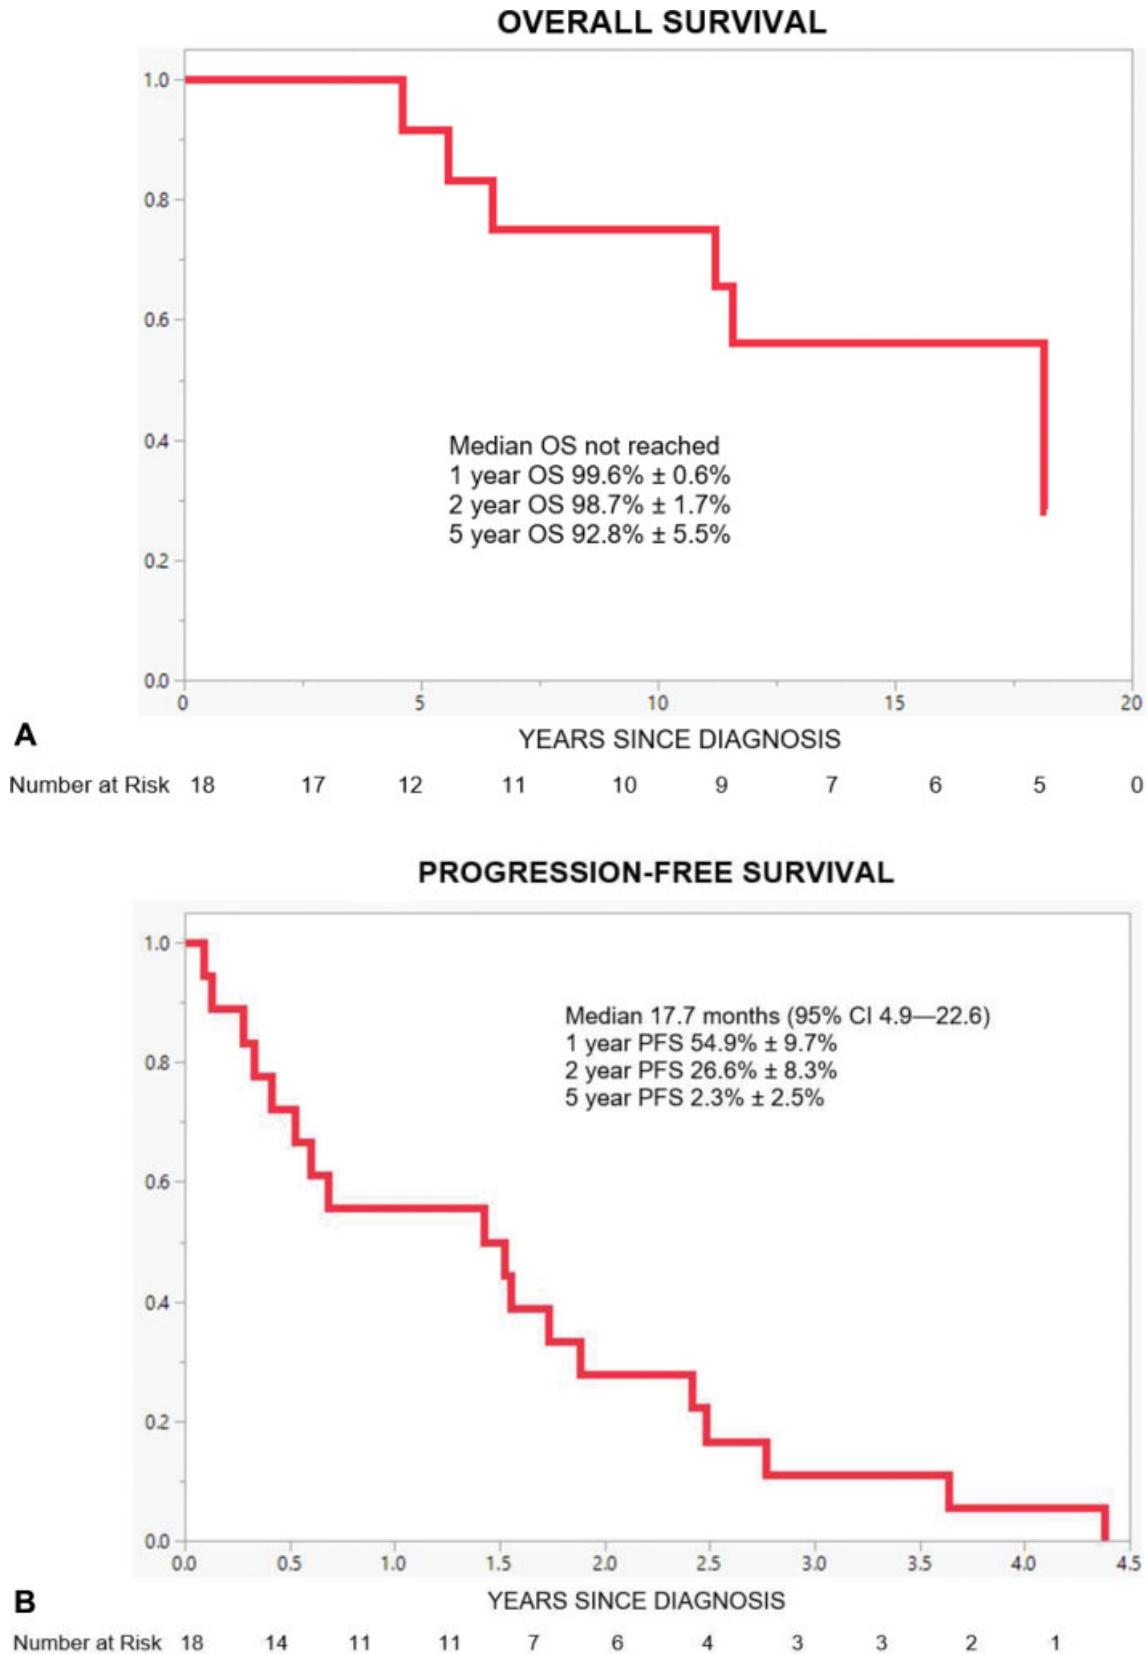 OVERALL SURVIVAL
1.0
0.8
0.6
0.4
0.2
0.0
Median OS not reached
1 year OS 99.6% ± 0.6%
2 year OS 98.7% ± 1.7%
5 year OS 92.8% ± 5.5%
0 5 10 15 20
A
YEARS SINCE DIAGNOSIS
Number at Risk 18 17 12 11 10 9 7 6 5 0
PROGRESSION-FREE SURVIVAL
1.0
0.8
0.6
0.4
0.2
0.0
Median 17.7 months (95% CI 4.9—22.6)
1 year PFS 54.9% ± 9.7%
2 year PFS 26.6% ± 8.3%
5 year PFS 2.3% ± 2.5%
0.0 0.5 1.0 1.5 2.0 2.5 3.0 3.5 4.0 4.5
B
YEARS SINCE DIAGNOSIS
Number at Risk 18 14 11 11 7 6 4 3 3 2 1